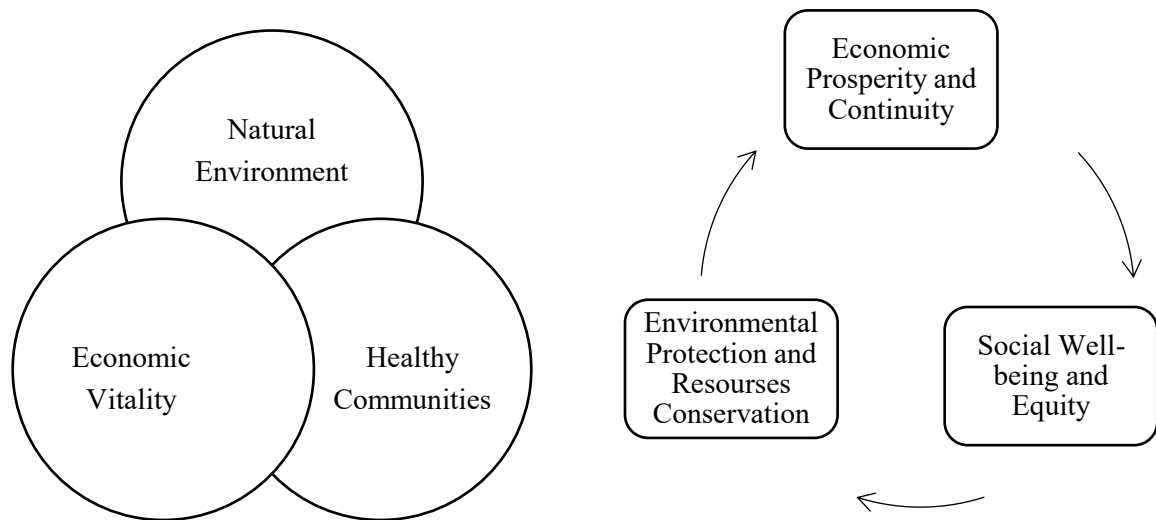 Natural
Environment
Economic
Vitality
Healthy
Communities
Economic
Prosperity and
Continuity
Environmental
Protection and
Resourses
Conservation
Social Well-
being and
Equity